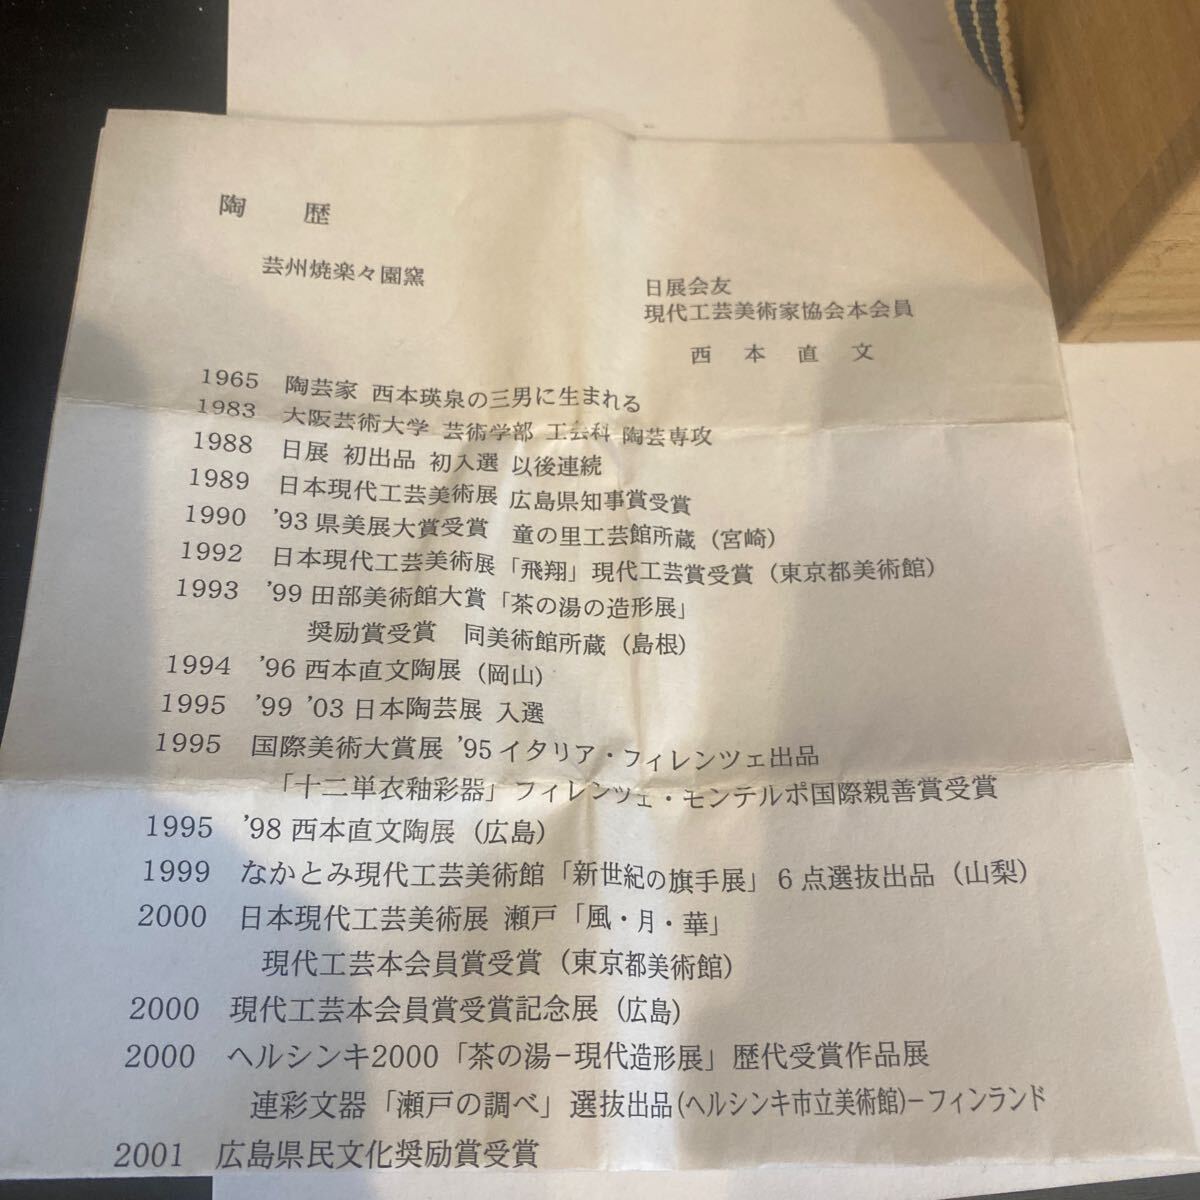 陶 歴
芸州焼楽々園窯
日展会友
現代工芸美術家協会本会員
西本直文
1965 陶芸家 西本瑛泉の三男に生まれる
1983 大阪芸術大学 芸術学部 工芸科 陶芸専攻
1988 日展 初出品 初入選 以後連続
1989 日本現代工芸美術展 広島県知事賞受賞
1990 '93 県美展大賞受賞 童の里工芸館所蔵 (宮崎)
1992 日本現代工芸美術展「飛翔」現代工芸賞受賞 (東京都美術館)
1993 '99 田部美術館大賞「茶の湯の造形展」
奨励賞受賞 同美術館所蔵 (島根)
1994 '96 西本直文陶展 (岡山)
1995 '99 '03 日本陶芸展 入選
1995 国際美術大賞展 '95 イタリア・フィレンツェ出品
「十二単衣釉彩器」フィレンツェ・モンテルポ国際親善賞受賞
1995 '98 西本直文陶展 (広島)
1999 なかとみ現代工芸美術館「新世紀の旗手展」6点選抜出品 (山梨)
2000 日本現代工芸美術展 瀬戸「風・月・華」
現代工芸本会員賞受賞 (東京都美術館)
2000 現代工芸本会員賞受賞記念展 (広島)
2000 ヘルシンキ2000「茶の湯−現代造形展」歴代受賞作品展
連彩文器「瀬戸の調べ」選抜出品(ヘルシンキ市立美術館)−フィンランド
2001 広島県民文化奨励賞受賞